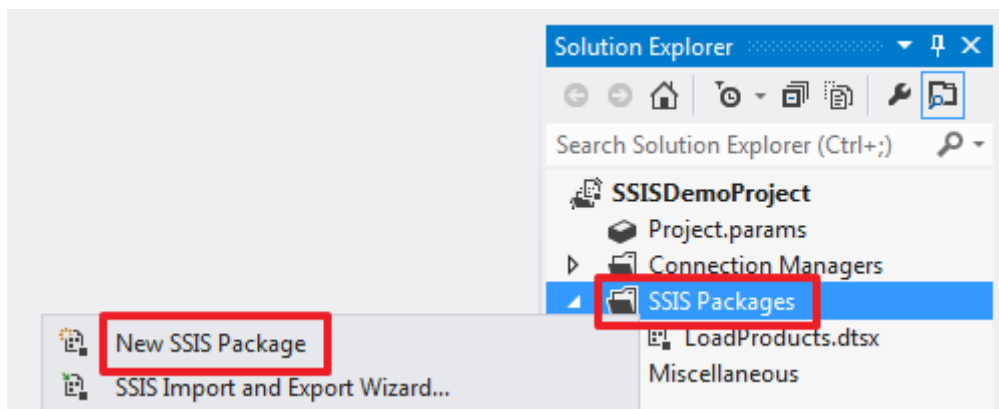 Solution Explorer
Search Solution Explorer (Ctrl+;)
SSISDemoProject
Project.params
Connection Managers
SSIS Packages
LoadProducts.dtsx
Miscellaneous
New SSIS Package
SSIS Import and Export Wizard...